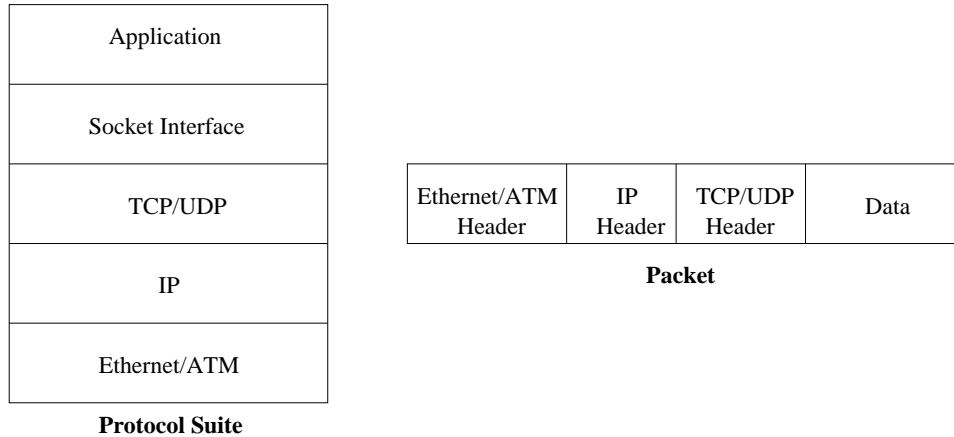 Application
Socket Interface
TCP/UDP
IP
Ethernet/ATM
Protocol Suite
Ethernet/ATM
Header
IP
Header
TCP/UDP
Header
Data
Packet